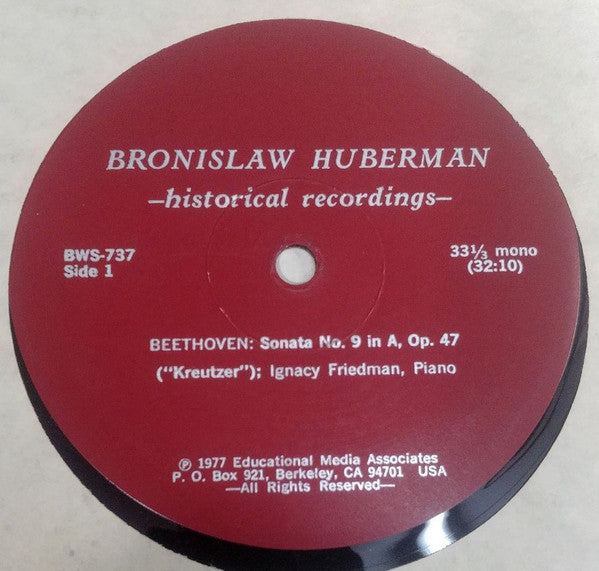 BRONISLAW HUBERMAN
—historical recordings—
BWS-737
Side 1
33⅓ mono
(32:10)
BEETHOVEN: Sonata No. 9 in A, Op. 47
("Kreutzer"); Ignacy Friedman, Piano
℗ 1977 Educational Media Associates
P. O. Box 921, Berkeley, CA 94701 USA
—All Rights Reserved—